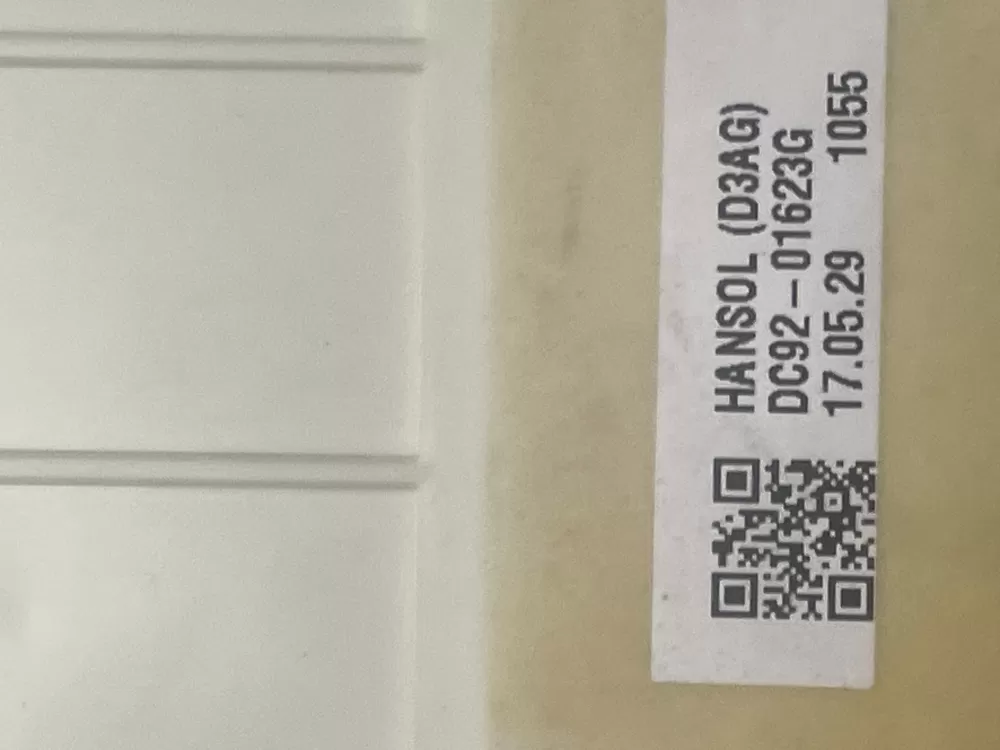 HANSOL (D3AG)
DC92-01623G
17.05.29 1055